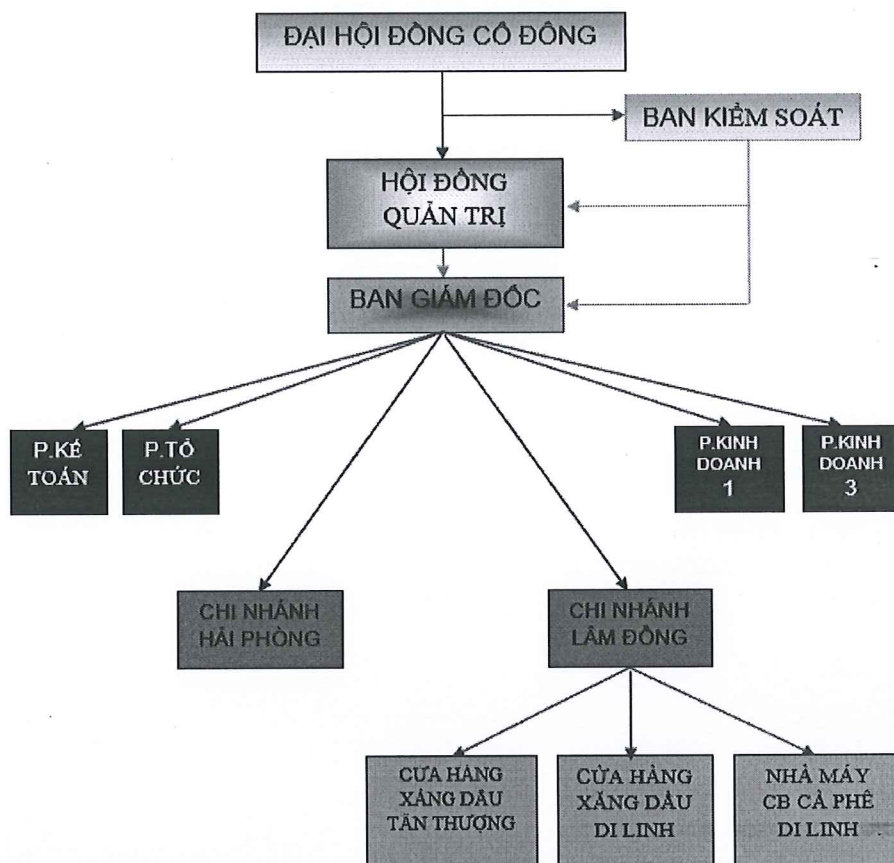 ĐẠI HỘI ĐỒNG CỔ ĐÔNG
BAN KIỂM SOÁT
HỘI ĐỒNG
QUẢN TRỊ
BAN GIÁM ĐỐC
P.KẾ
TOÁN
P.TỔ
CHỨC
P.KINH
DOANH
1
P.KINH
DOANH
3
CHI NHÁNH
HẢI PHÒNG
CHI NHÁNH
LÂM ĐỒNG
CỬA HÀNG
XĂNG DẦU
TÂN THƯỢNG
CỬA HÀNG
XĂNG DẦU
DI LINH
NHÀ MÁY
CB CÀ PHÊ
DI LINH